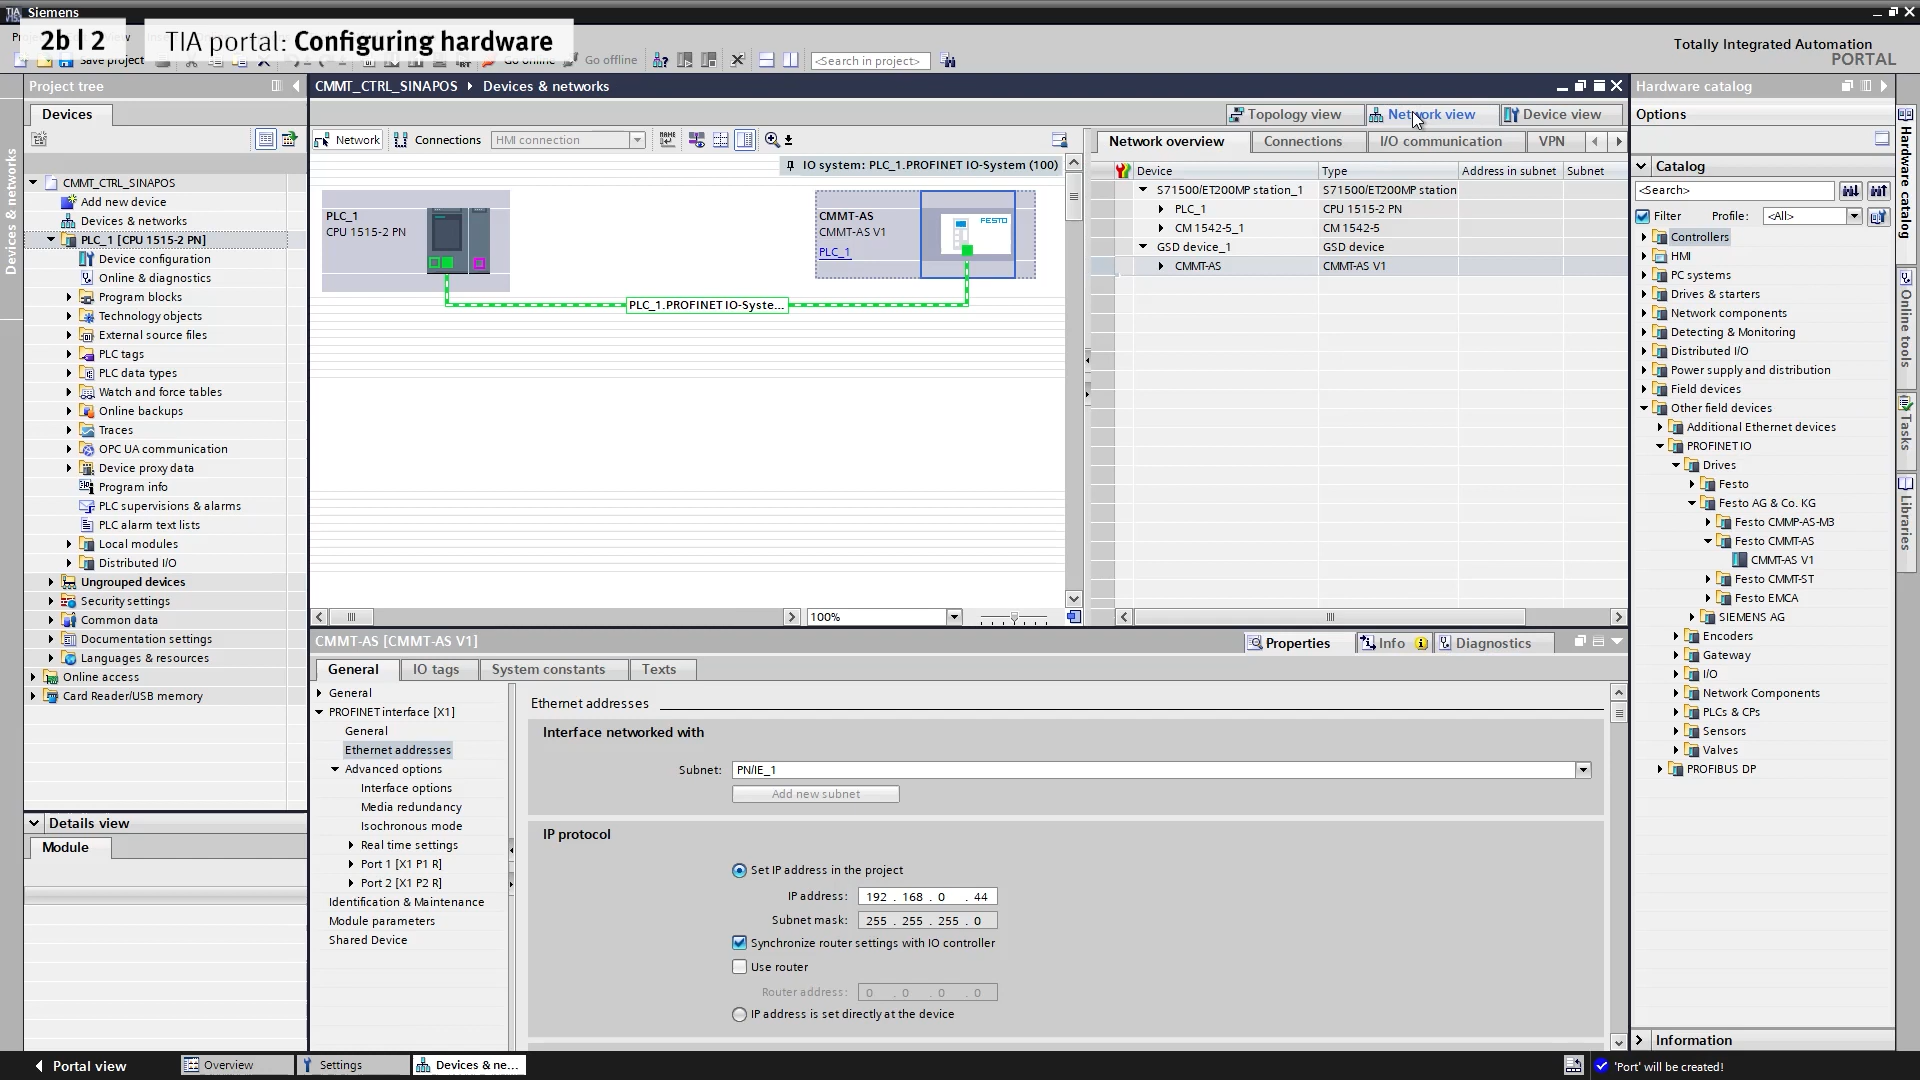 Siemens
2b | 2
TIA portal: Configuring hardware
Save project
Go online
Go offline
<Search in project>
Totally Integrated Automation
PORTAL
Project tree
CMMT_CTRL_SINAPOS
Devices & networks
Hardware catalog
Devices
Topology view
Network view
Device view
Options
Network
Connections
HMI connection
Network overview
Connections
I/O communication
VPN
IO system: PLC_1.PROFINET IO-System (100)
Device
Type
Address in subnet
Subnet
Catalog
CMMT_CTRL_SINAPOS
Add new device
Devices & networks
PLC_1 [CPU 1515-2 PN]
Device configuration
Online & diagnostics
Program blocks
Technology objects
External source files
PLC tags
PLC data types
Watch and force tables
Online backups
Traces
OPC UA communication
Device proxy data
Program info
PLC supervisions & alarms
PLC alarm text lists
Local modules
Distributed I/O
Ungrouped devices
Security settings
Common data
Documentation settings
Languages & resources
Online access
Card Reader/USB memory
Details view
Module
PLC_1
CPU 1515-2 PN
CMMT-AS
CMMT-AS V1
PLC_1
FESTO
PLC_1.PROFINET IO-Syste...
100%
S71500/ET200MP station_1
S71500/ET200MP station
PLC_1
CPU 1515-2 PN
CM 1542-5_1
CM 1542-5
GSD device_1
GSD device
CMMT-AS
CMMT-AS V1
<Search>
Filter
Profile:
<All>
Controllers
HMI
PC systems
Drives & starters
Network components
Detecting & Monitoring
Distributed I/O
Power supply and distribution
Field devices
Other field devices
Additional Ethernet devices
PROFINET IO
Drives
Festo
Festo AG & Co. KG
Festo CMMP-AS-M3
Festo CMMT-AS
CMMT-AS V1
Festo CMMT-ST
Festo EMCA
SIEMENS AG
Encoders
Gateway
I/O
Network Components
PLCs & CPs
Sensors
Valves
PROFIBUS DP
Information
Devices & networks
Hardware catalog
Online tools
Tasks
Libraries
CMMT-AS [CMMT-AS V1]
Properties
Info
Diagnostics
General
IO tags
System constants
Texts
General
PROFINET interface [X1]
General
Ethernet addresses
Advanced options
Interface options
Media redundancy
Isochronous mode
Real time settings
Port 1 [X1 P1 R]
Port 2 [X1 P2 R]
Identification & Maintenance
Module parameters
Shared Device
Ethernet addresses
Interface networked with
Subnet:
PN/IE_1
Add new subnet
IP protocol
Set IP address in the project
IP address:
192 . 168 . 0 . 44
Subnet mask:
255 . 255 . 255 . 0
Synchronize router settings with IO controller
Use router
Router address:
0 . 0 . 0 . 0
IP address is set directly at the device
Portal view
Overview
Settings
Devices & ne...
'Port' will be created!